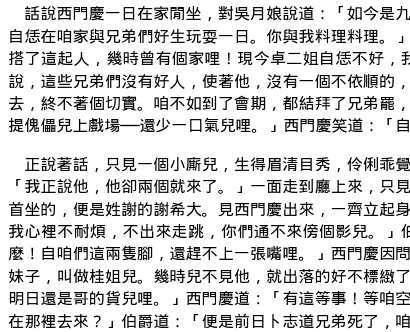 話說西門慶一日在家閒坐，對吳月娘說道：「如今是九
自恁在咱家與兄弟們好生玩耍一日。你與我料理料理。」
搭了這起人，幾時曾有個家哩！現今卓二姐自恁不好，我
說，這些兄弟們沒有好人，使著他，沒有一個不依順的，
去，終不著個切實。咱不如到了會期，都結拜了兄弟罷，
提傀儡兒上戲場──還少一口氣兒哩。」西門慶笑道：「自
正說著話，只見一個小廝兒，生得眉清目秀，伶俐乖覺
「我正說他，他卻兩個就來了。」一面走到廳上來，只見
首坐的，便是姓謝的謝希大。見西門慶出來，一齊立起身
我心裡不耐煩，不出來走跳，你們通不來傍個影兒。」伯
麼！自咱們這兩隻腳，還趕不上一張嘴哩。」西門慶因問
妹子，叫做桂姐兒。幾時兒不見他，就出落的好不標緻了
明日還是哥的貨兒哩。」西門慶道：「有這等事！等咱空
在那裡去來？」伯爵道：「便是前日卜志道兄弟死了，咱